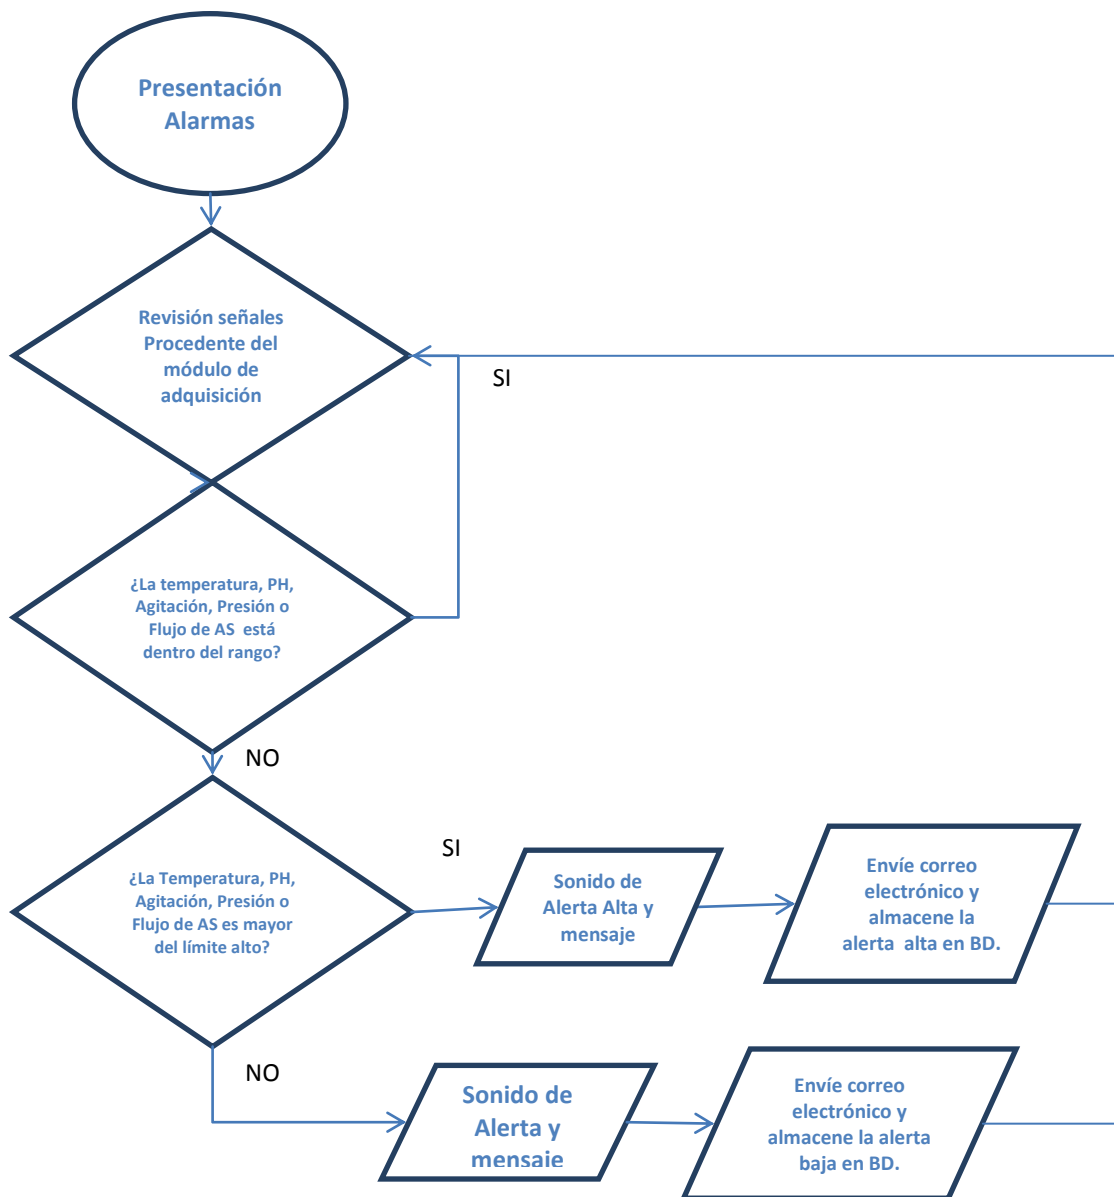 Presentación
Alarmas
Revisión señales
Procedente del
módulo de
adquisición
SI
¿La temperatura, PH,
Agitación, Presión o
Flujo de AS está
dentro del rango?
NO
¿La Temperatura, PH,
Agitación, Presión o
Flujo de AS es mayor
del límite alto?
SI
Sonido de
Alerta Alta y
mensaje
Envíe correo
electrónico y
almacene la
alerta alta en BD.
NO
Sonido de
Alerta y
mensaje
Envíe correo
electrónico y
almacene la alerta
baja en BD.